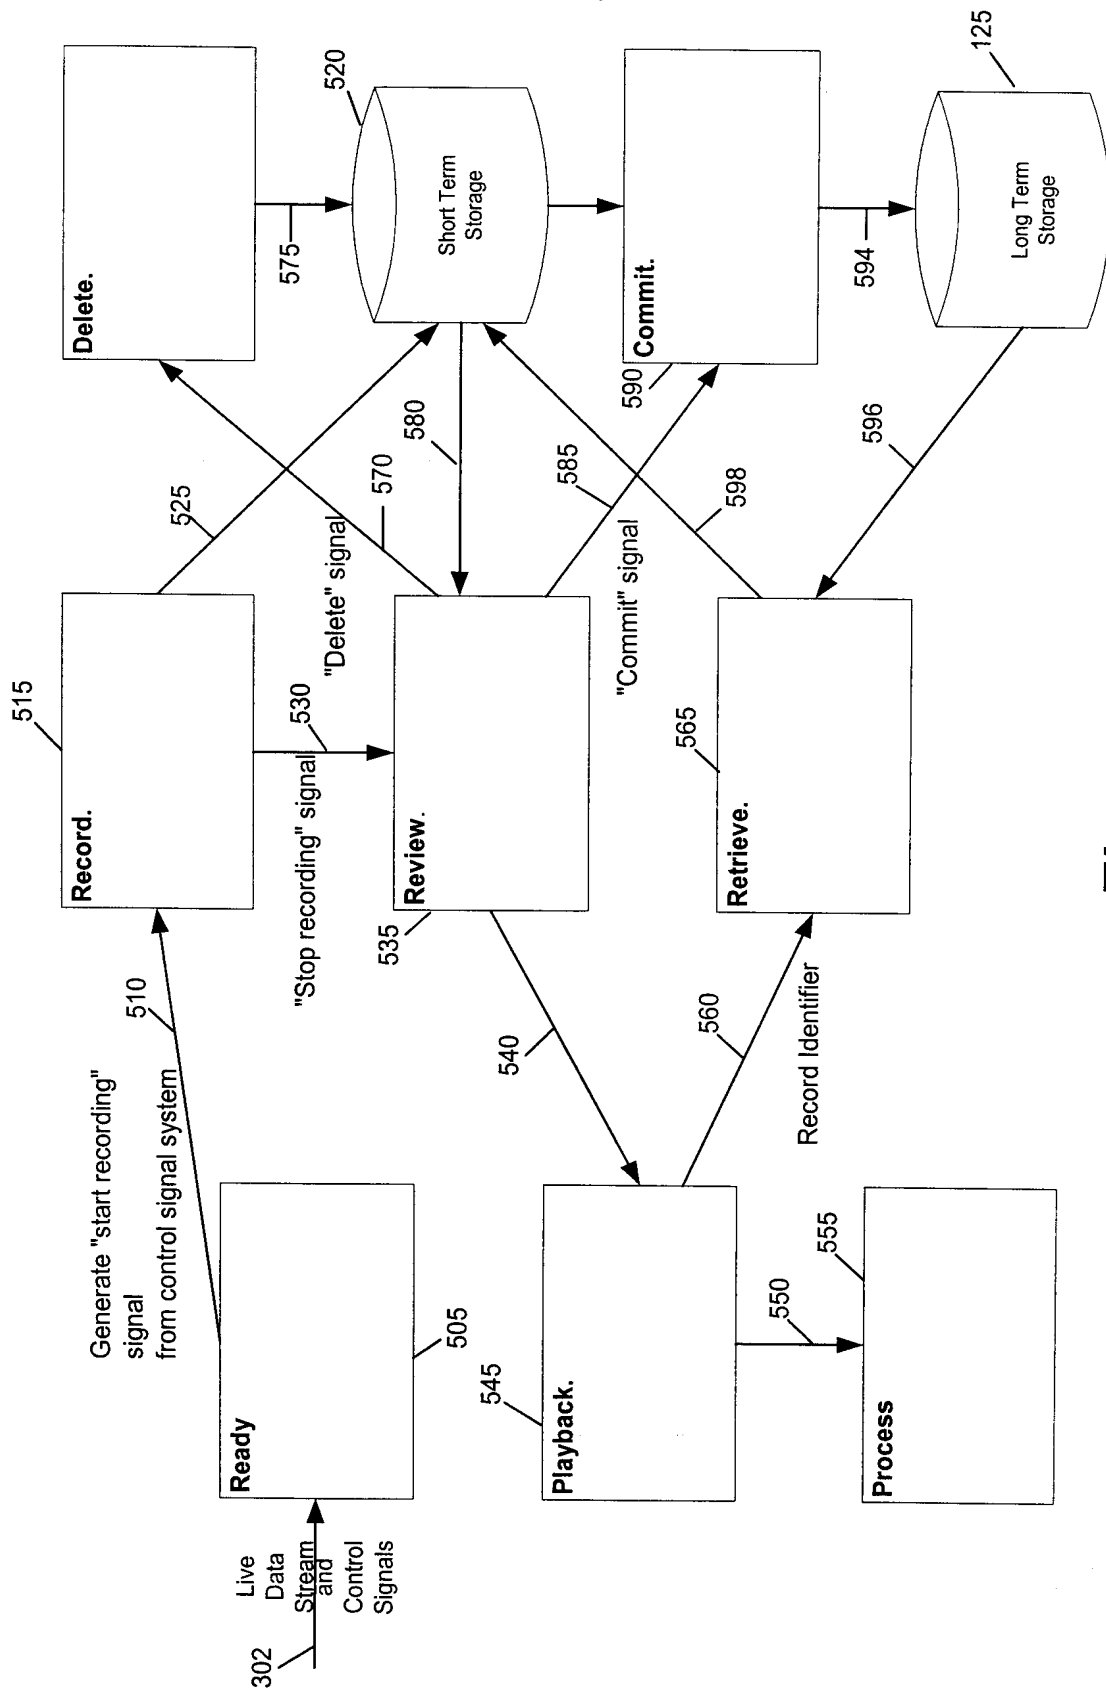 302
Live
Data
Stream
and
Control
Signals
Ready
505
Generate "start recording"
signal
from control signal system
510
Record.
515
525
"Stop recording" signal
530
Review.
535
540
Playback.
545
550
Process
555
560
Record Identifier
Retrieve.
565
"Delete" signal
570
Delete.
575
Short Term
Storage
520
580
"Commit" signal
585
Commit.
590
594
Long Term
Storage
125
596
598